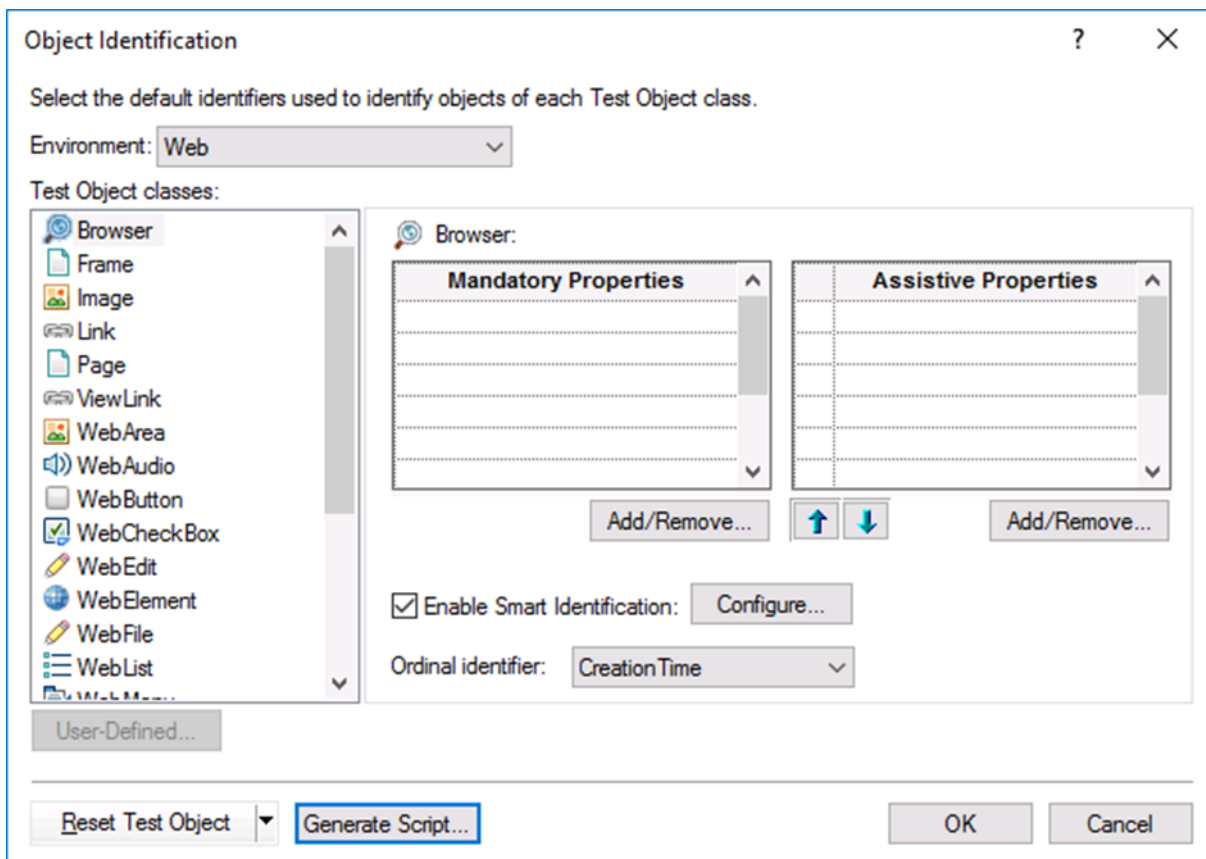 Object Identification
?
Select the default identifiers used to identify objects of each Test Object class.
Environment: Web
Test Object classes:
Browser
Frame
Image
Link
Page
ViewLink
WebArea
WebAudio
WebButton
WebCheckBox
WebEdit
WebElement
WebFile
WebList
WebMenu
Browser:
Mandatory Properties
Assistive Properties
Add/Remove...
Add/Remove...
Enable Smart Identification: Configure...
Ordinal identifier: CreationTime
User-Defined...
Reset Test Object
Generate Script...
OK
Cancel